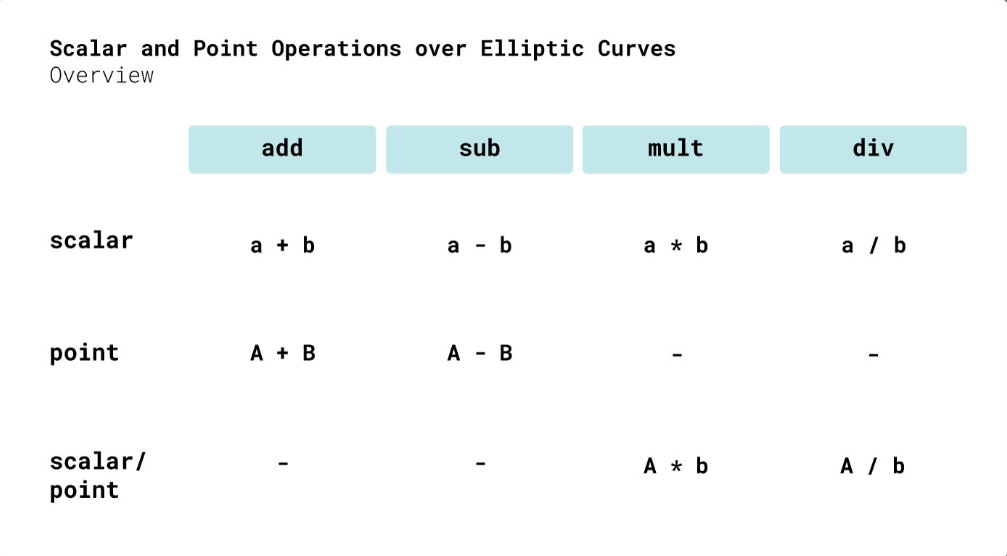 Scalar and Point Operations over Elliptic Curves
Overview
add sub mult div
scalar a + b a - b a * b a / b
point A + B A - B - -
scalar/ - - A * b A / b
point